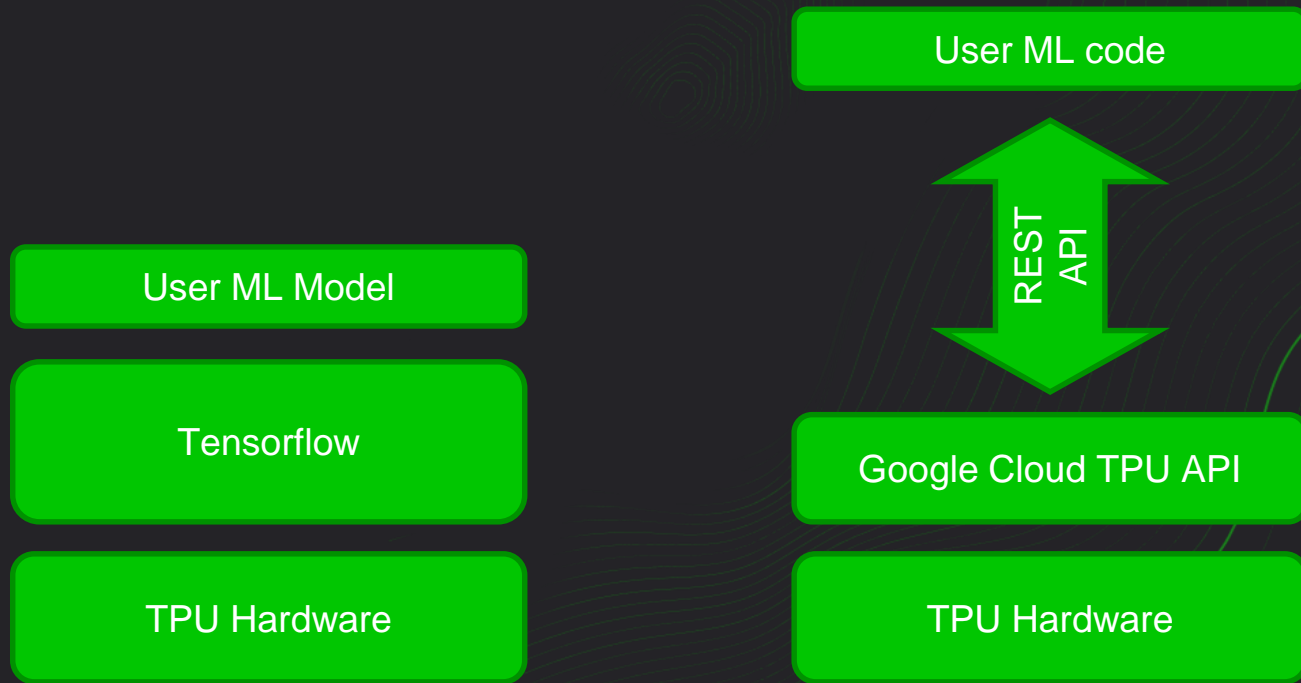 User ML Model
Tensorflow
TPU Hardware
User ML code
REST
API
Google Cloud TPU API
TPU Hardware